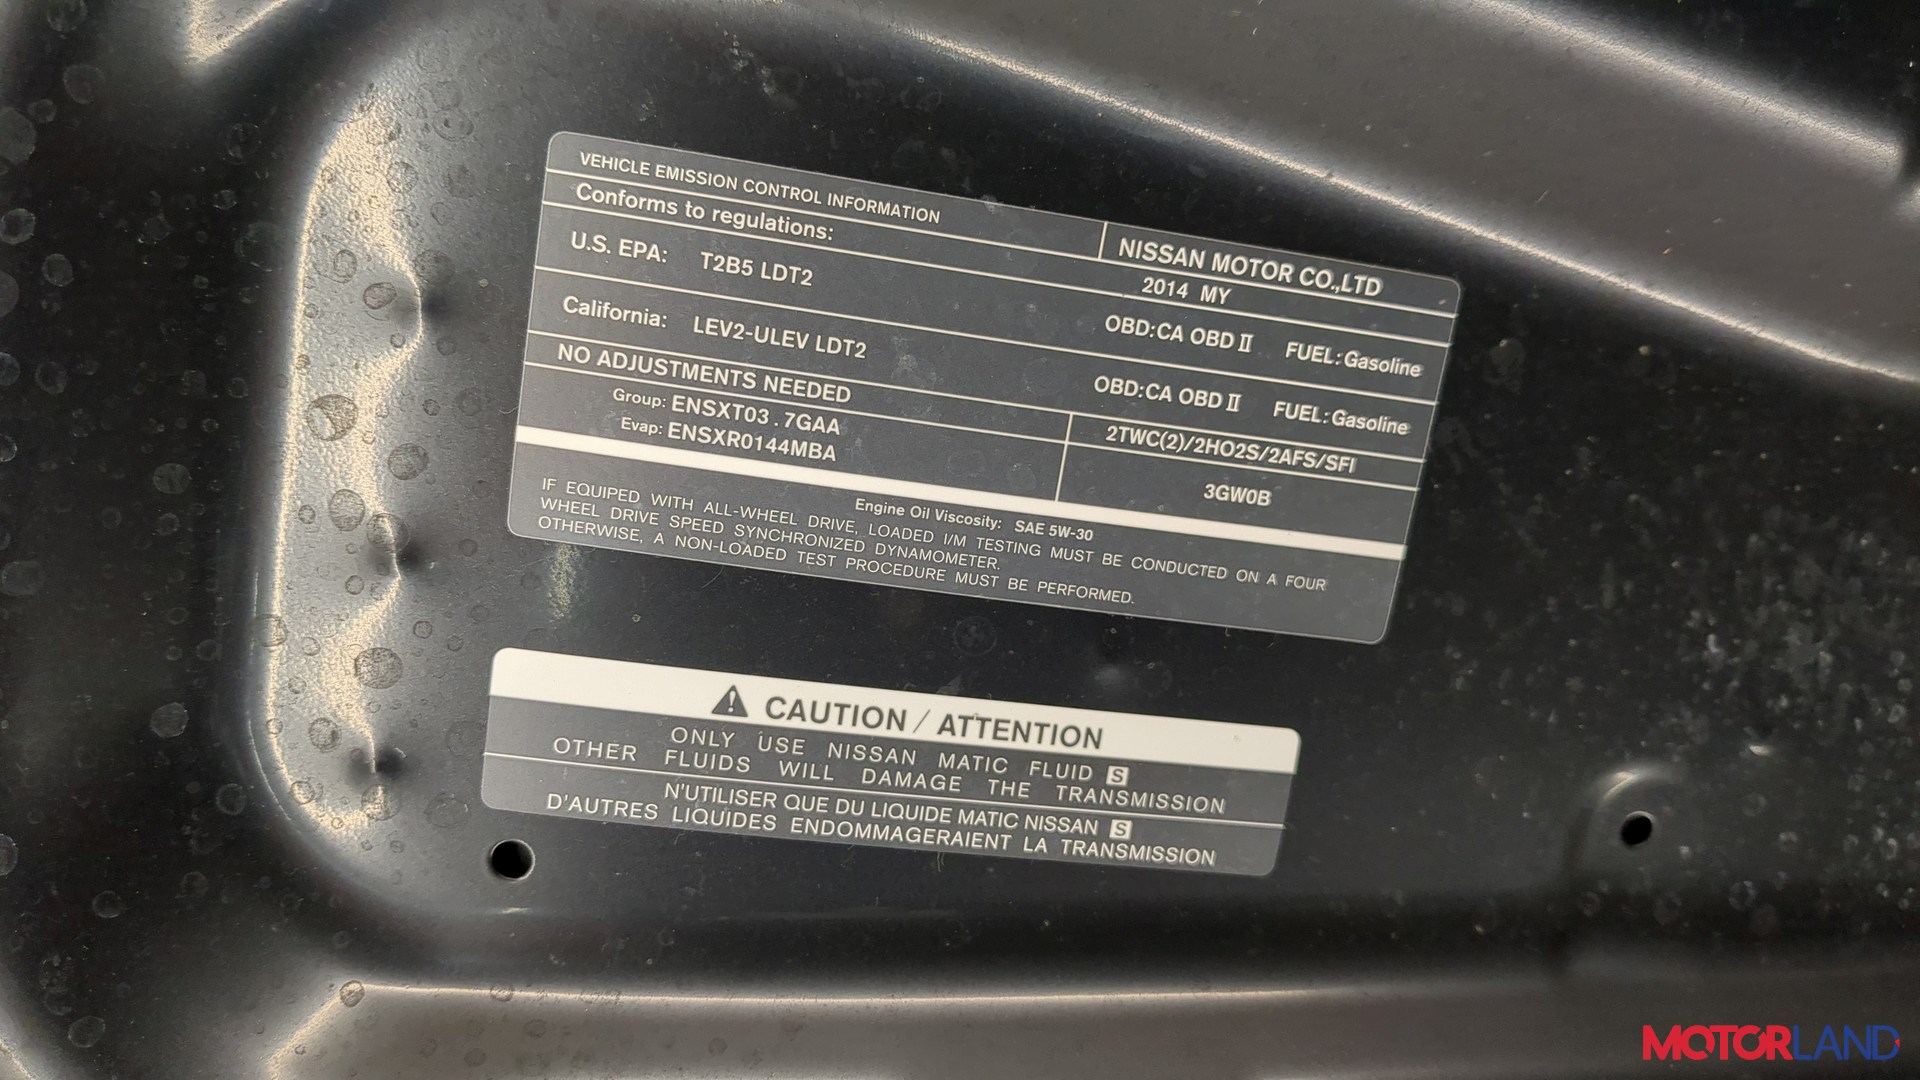 VEHICLE EMISSION CONTROL INFORMATION
NISSAN MOTOR CO.,LTD
Conforms to regulations:
2014 MY
U.S. EPA: T2B5 LDT2 OBD:CA OBD II FUEL:Gasoline
California: LEV2-ULEV LDT2 OBD:CA OBD II FUEL:Gasoline
NO ADJUSTMENTS NEEDED
2TWC(2)/2HO2S/2AFS/SFI
Group: ENSXT03.7GAA
Evap: ENSXR0144MBA
3GW0B
Engine Oil Viscosity: SAE 5W-30
IF EQUIPED WITH ALL-WHEEL DRIVE, LOADED I/M TESTING MUST BE CONDUCTED ON A FOUR
WHEEL DRIVE SPEED SYNCHRONIZED DYNAMOMETER.
OTHERWISE, A NON-LOADED TEST PROCEDURE MUST BE PERFORMED.
CAUTION / ATTENTION
ONLY USE NISSAN MATIC FLUID S
OTHER FLUIDS WILL DAMAGE THE TRANSMISSION
N'UTILISER QUE DU LIQUIDE MATIC NISSAN S
D'AUTRES LIQUIDES ENDOMMAGERAIENT LA TRANSMISSION
MOTORLAND